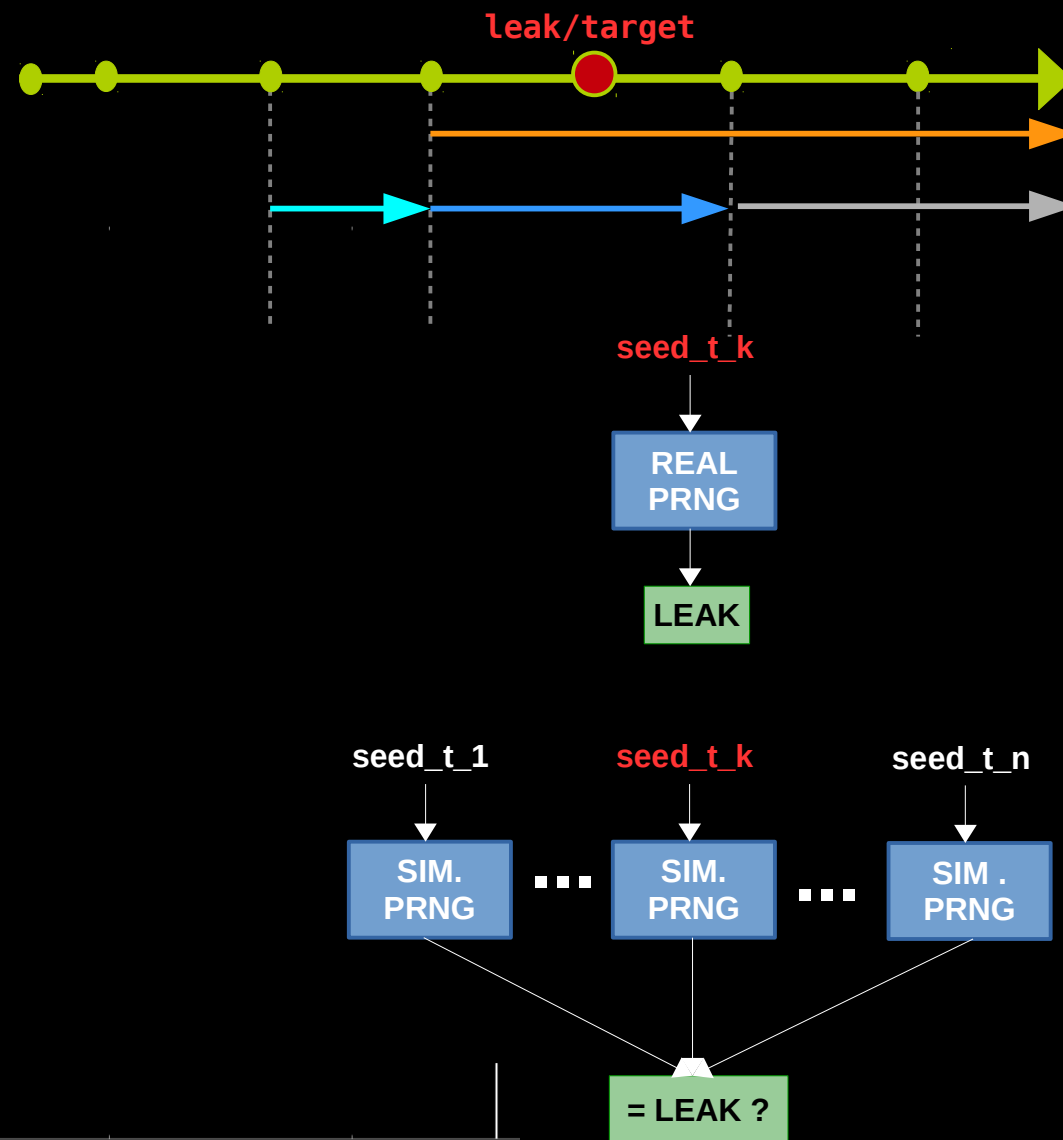 leak/target
seed_t_k
REAL
PRNG
LEAK
seed_t_1
seed_t_k
seed_t_n
SIM.
PRNG
SIM.
PRNG
SIM .
PRNG
= LEAK ?